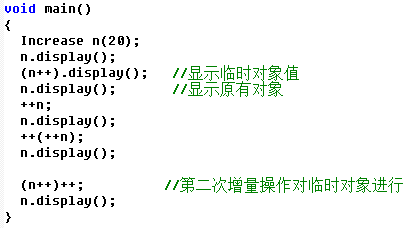 void main()
{
Increase n(20);
n.display();
(n++).display(); //显示临时对象值
n.display(); //显示原有对象
++n;
n.display();
++(++n);
n.display();
(n++)++; //第二次增量操作对临时对象进行
n.display();
}